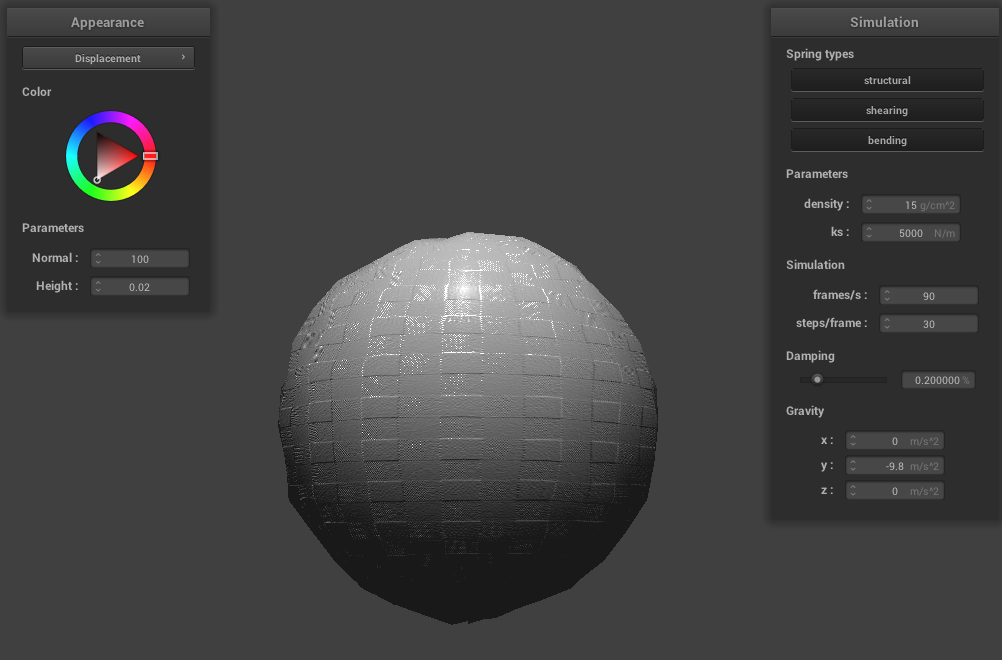 Appearance
Displacement
Color
Parameters
Normal : 100
Height : 0.02
Simulation
Spring types
structural
shearing
bending
Parameters
density : 15 g/cm^2
ks : 5000 N/m
Simulation
frames/s : 90
steps/frame : 30
Damping
0.200000 %
Gravity
x : 0 m/s^2
y : -9.8 m/s^2
z : 0 m/s^2